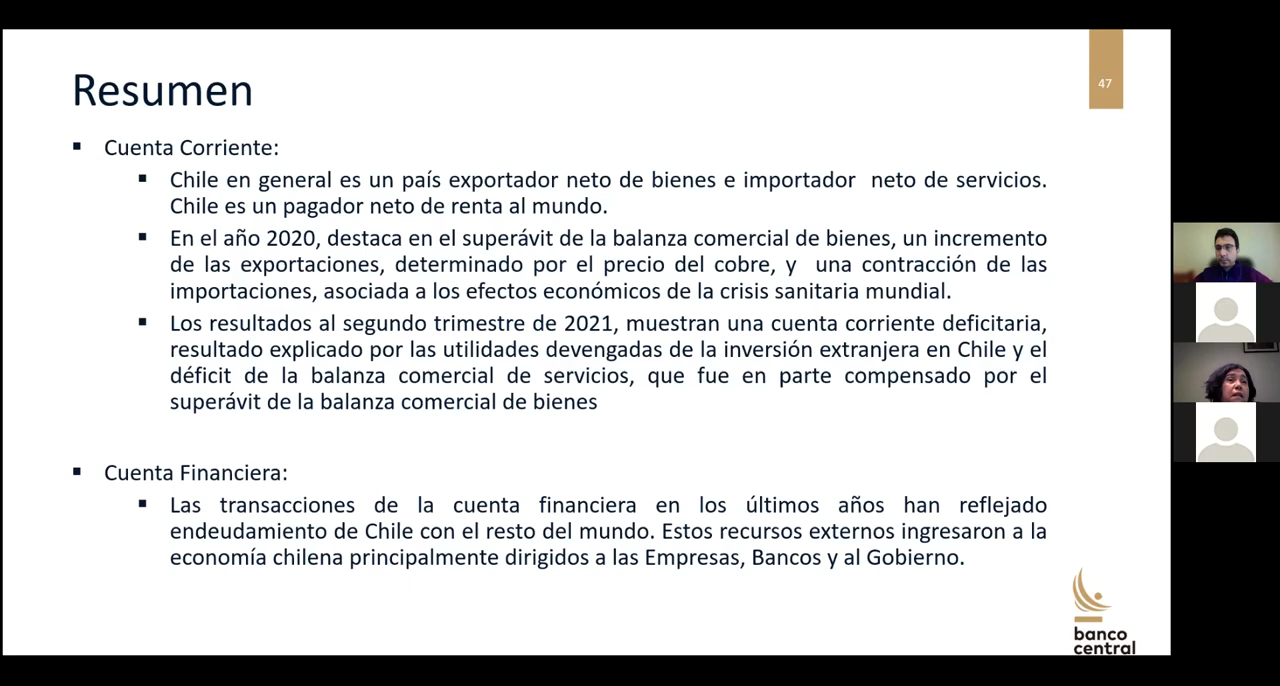 47
Resumen
▪ Cuenta Corriente:
▪ Chile en general es un país exportador neto de bienes e importador neto de servicios.
Chile es un pagador neto de renta al mundo.
▪ En el año 2020, destaca en el superávit de la balanza comercial de bienes, un incremento
de las exportaciones, determinado por el precio del cobre, y una contracción de las
importaciones, asociada a los efectos económicos de la crisis sanitaria mundial.
▪ Los resultados al segundo trimestre de 2021, muestran una cuenta corriente deficitaria,
resultado explicado por las utilidades devengadas de la inversión extranjera en Chile y el
déficit de la balanza comercial de servicios, que fue en parte compensado por el
superávit de la balanza comercial de bienes
▪ Cuenta Financiera:
▪ Las transacciones de la cuenta financiera en los últimos años han reflejado
endeudamiento de Chile con el resto del mundo. Estos recursos externos ingresaron a la
economía chilena principalmente dirigidos a las Empresas, Bancos y al Gobierno.
banco
central